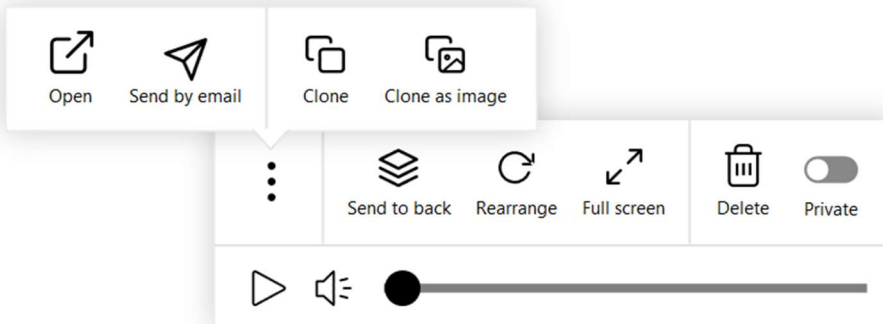 Open
Send by email
Clone
Clone as image
Send to back
Rearrange
Full screen
Delete
Private